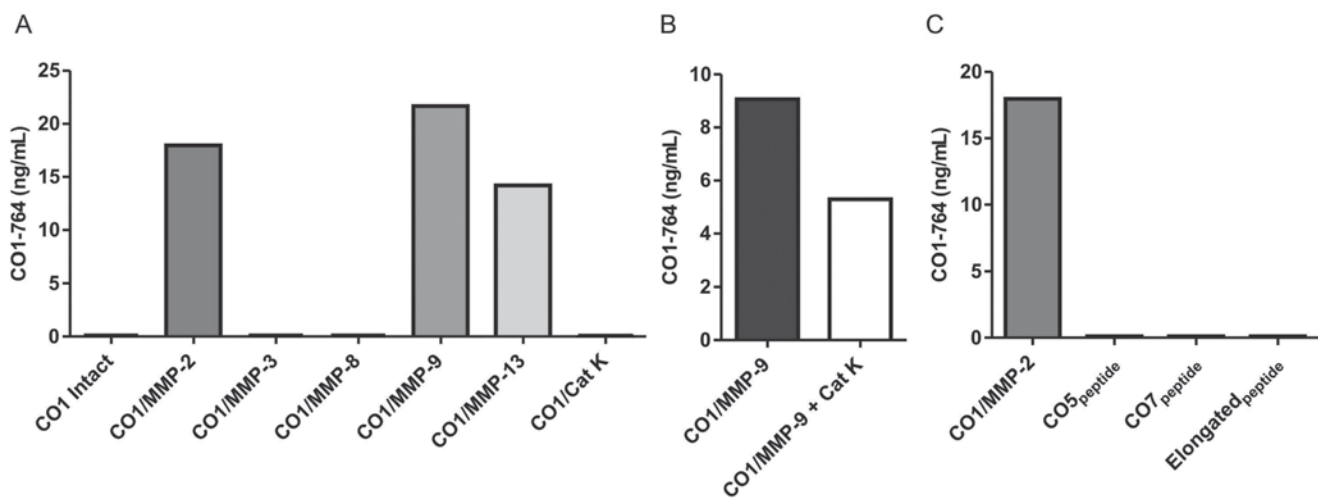 A
CO1-764 (ng/mL)
25
20
15
10
5
0
CO1 Intact
CO1/MMP-2
CO1/MMP-3
CO1/MMP-8
CO1/MMP-9
CO1/MMP-13
CO1/Cat K
B
CO1-764 (ng/mL)
10
8
6
4
2
0
CO1/MMP-9
CO1/MMP-9 + Cat K
C
CO1-764 (ng/mL)
20
15
10
5
0
CO1/MMP-2
CO5peptide
CO7peptide
Elongatedpeptide